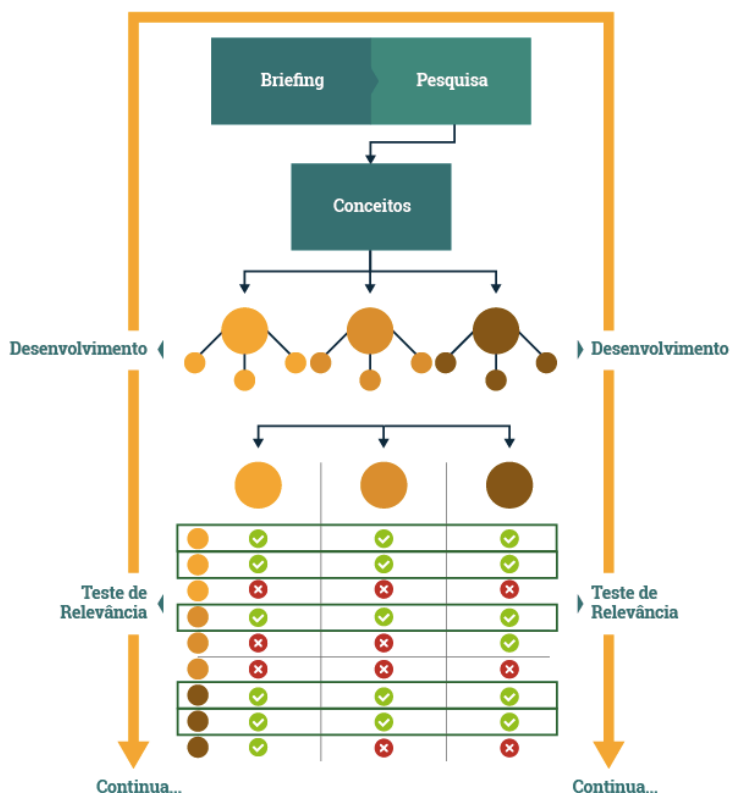 Briefing
Pesquisa
Conceitos
Desenvolvimento
Desenvolvimento
Teste de
Relevância
Teste de
Relevância
Continua...
Continua...